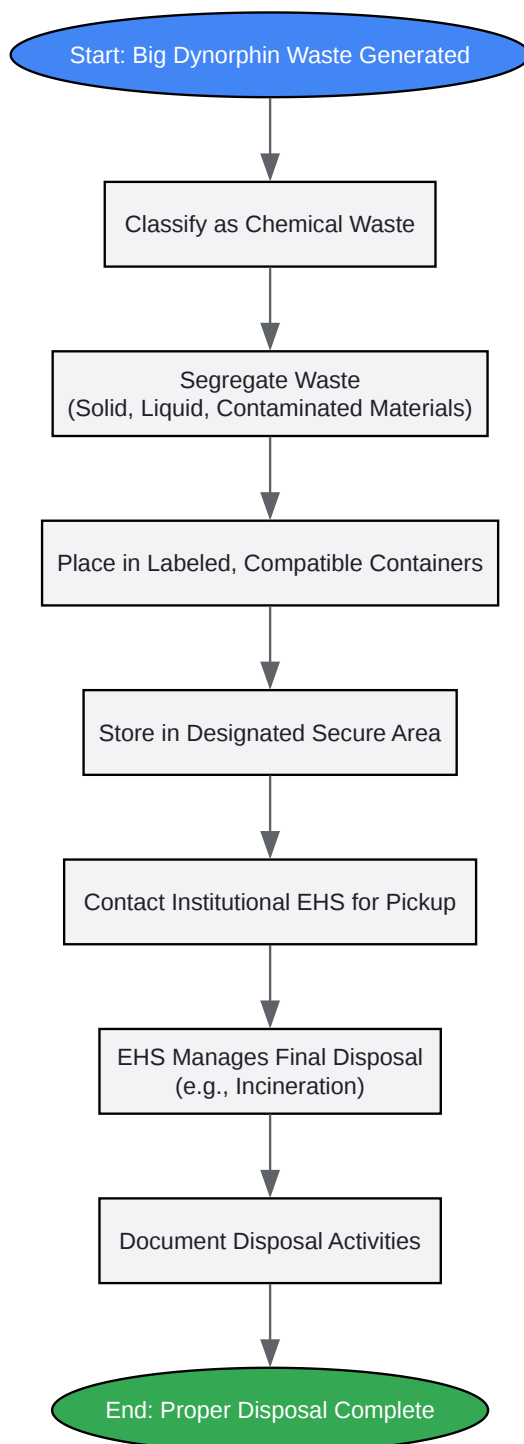 Start: Big Dynorphin Waste Generated
Classify as Chemical Waste
Segregate Waste
(Solid, Liquid, Contaminated Materials)
Place in Labeled, Compatible Containers
Store in Designated Secure Area
Contact Institutional EHS for Pickup
EHS Manages Final Disposal
(e.g., Incineration)
Document Disposal Activities
End: Proper Disposal Complete